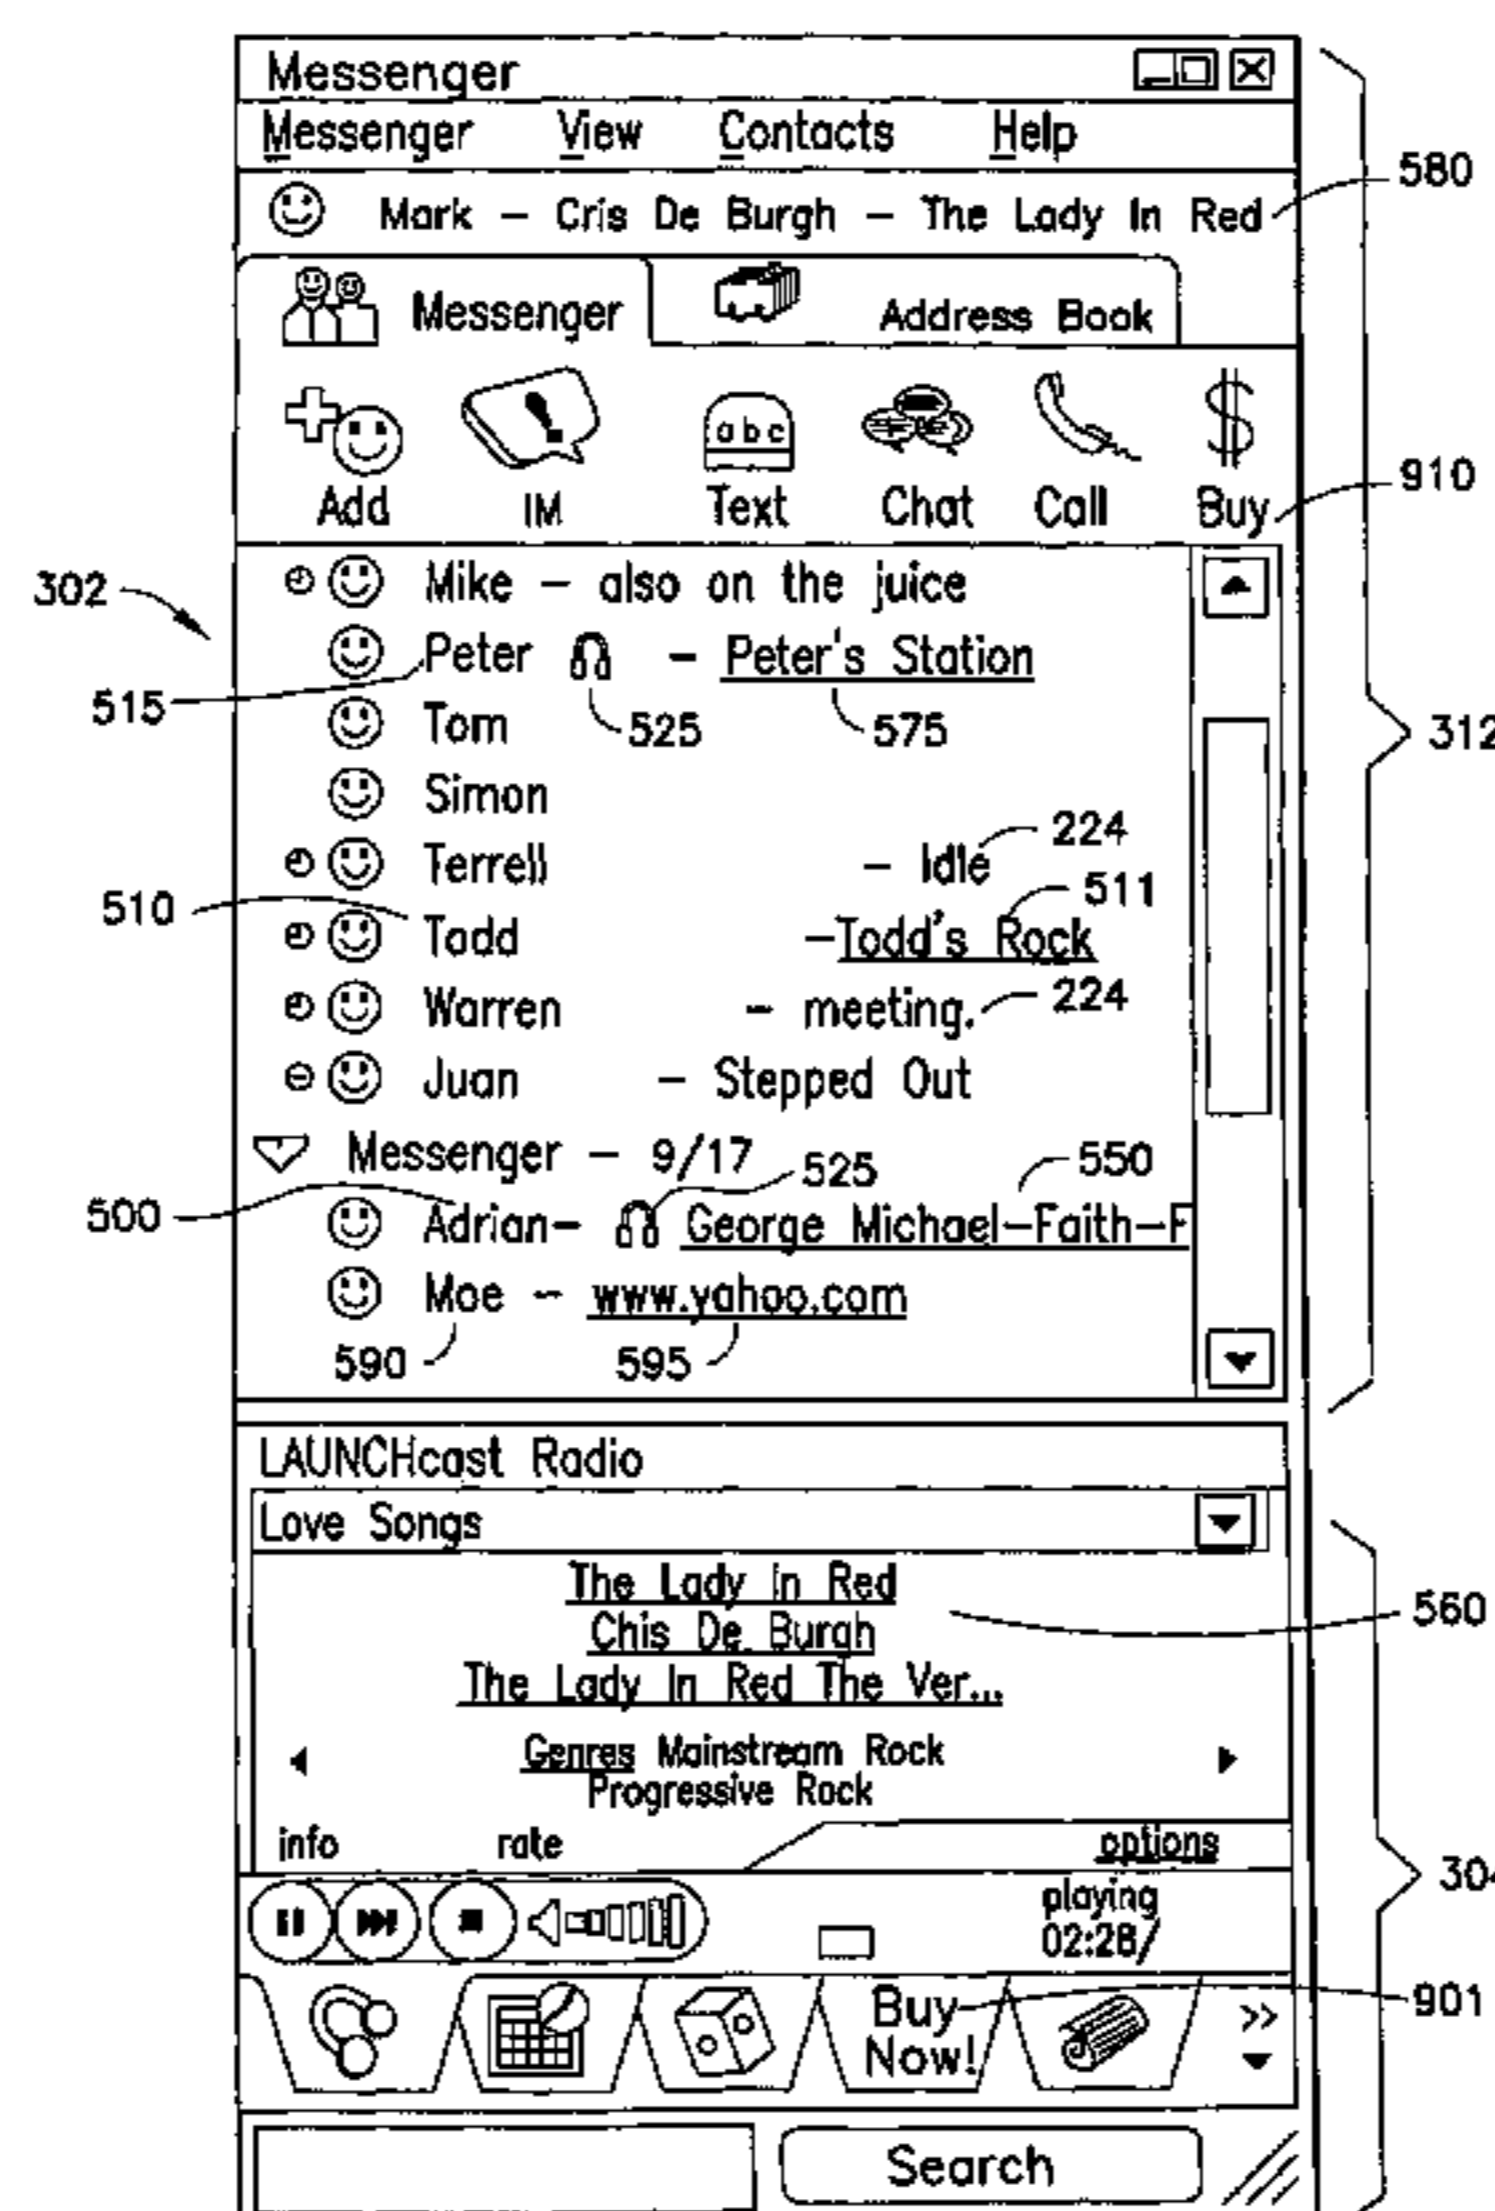 Messenger
Messenger View Contacts Help
580
Mark - Cris De Burgh - The Lady In Red
Messenger Address Book
abc
Add IM Text Chat Call Buy
910
302
Mike - also on the juice
Peter - Peter's Station
515
525 575
Tom
312
Simon
224
Terrell - Idle
511
510
Todd -Todd's Rock
Warren - meeting.
224
Juan - Stepped Out
Messenger - 9/17
525 550
500
Adrian- George Michael-Faith-F
Moe - www.yahoo.com
590 595
LAUNCHcast Radio
Love Songs
The Lady In Red
560
Chis De Burgh
The Lady In Red The Ver...
Genres Mainstream Rock
Progressive Rock
info rate options
304
playing
02:28/
Buy
Now!
901
Search